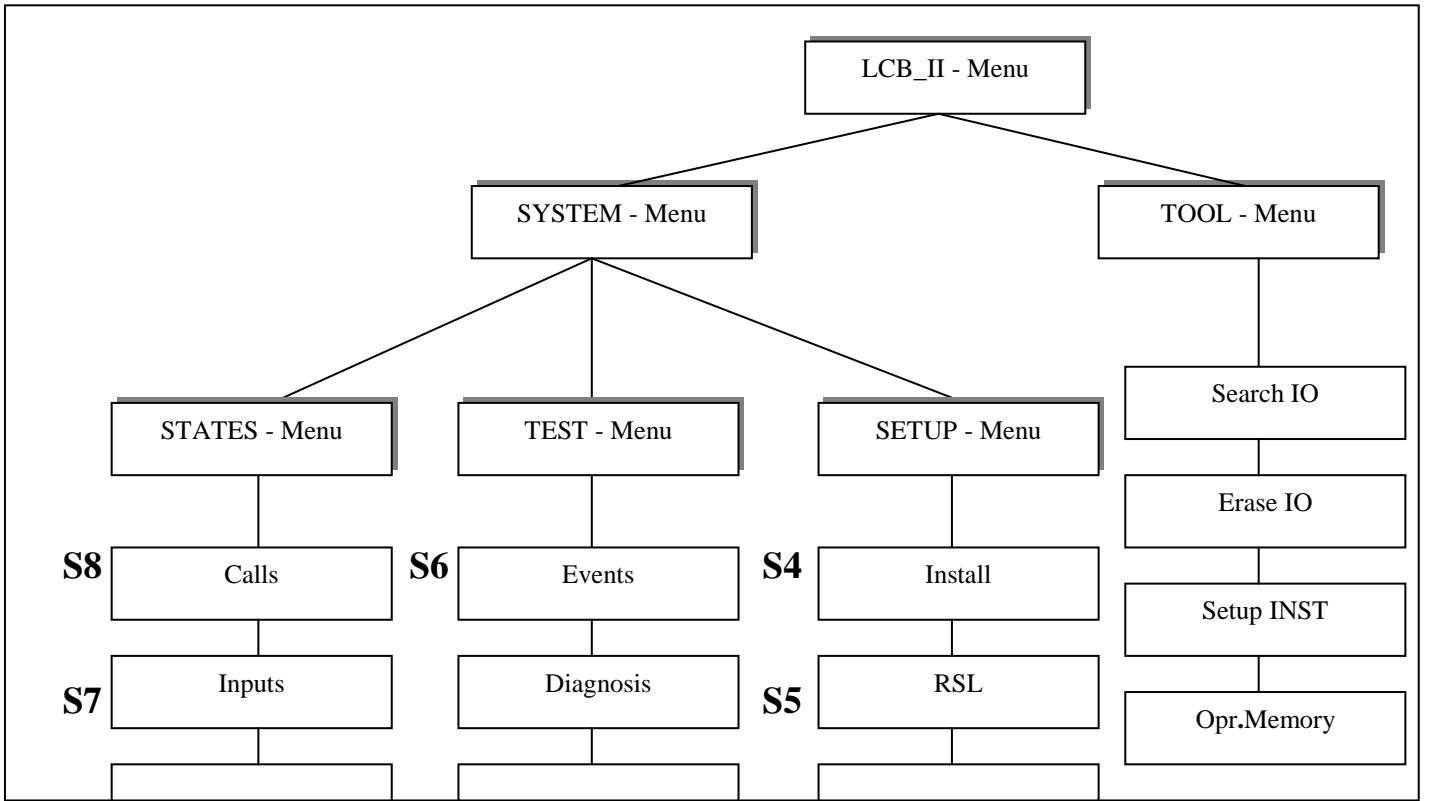 LCB_II - Menu
SYSTEM - Menu
TOOL - Menu
Search IO
STATES - Menu
TEST - Menu
SETUP - Menu
Erase IO
S8
Calls
S6
Events
S4
Install
Setup INST
S7
Inputs
Diagnosis
S5
RSL
Opr.Memory